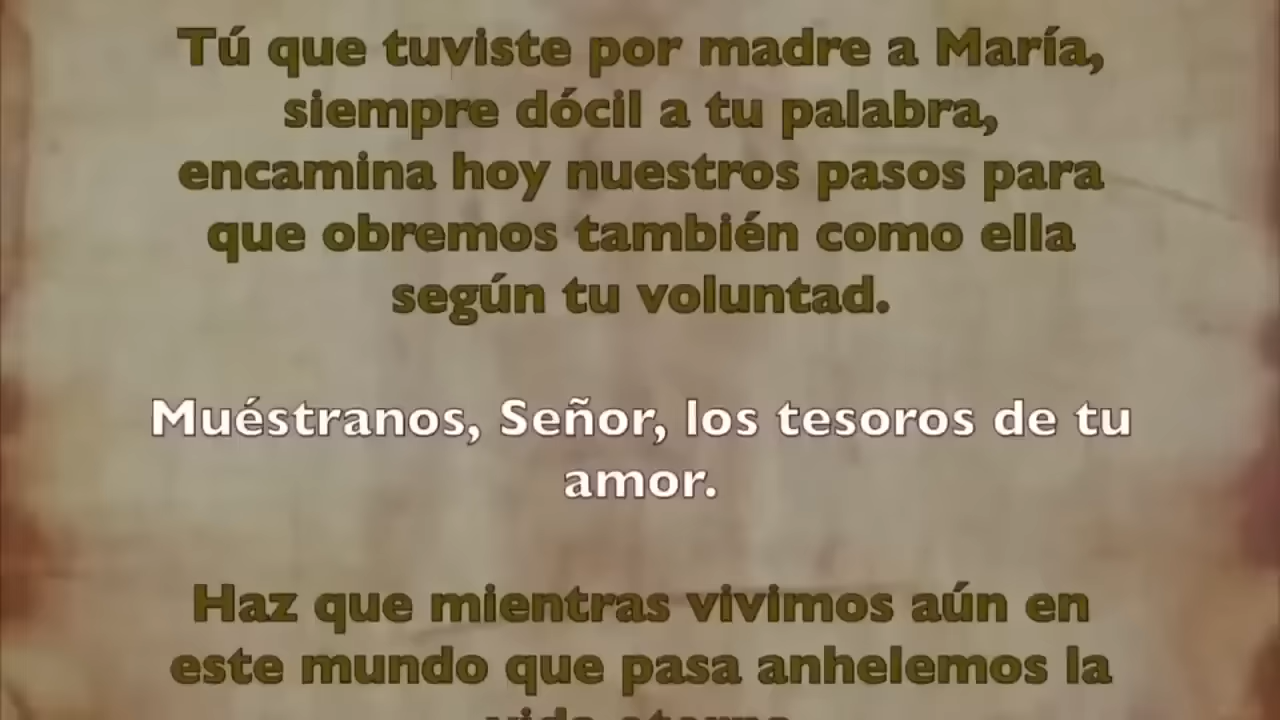 Tú que tuviste por madre a María,
siempre dócil a tu palabra,
encamina hoy nuestros pasos para
que obremos también como ella
según tu voluntad.
Muéstranos, Señor, los tesoros de tu
amor.
Haz que mientras vivimos aún en
este mundo que pasa anhelemos la